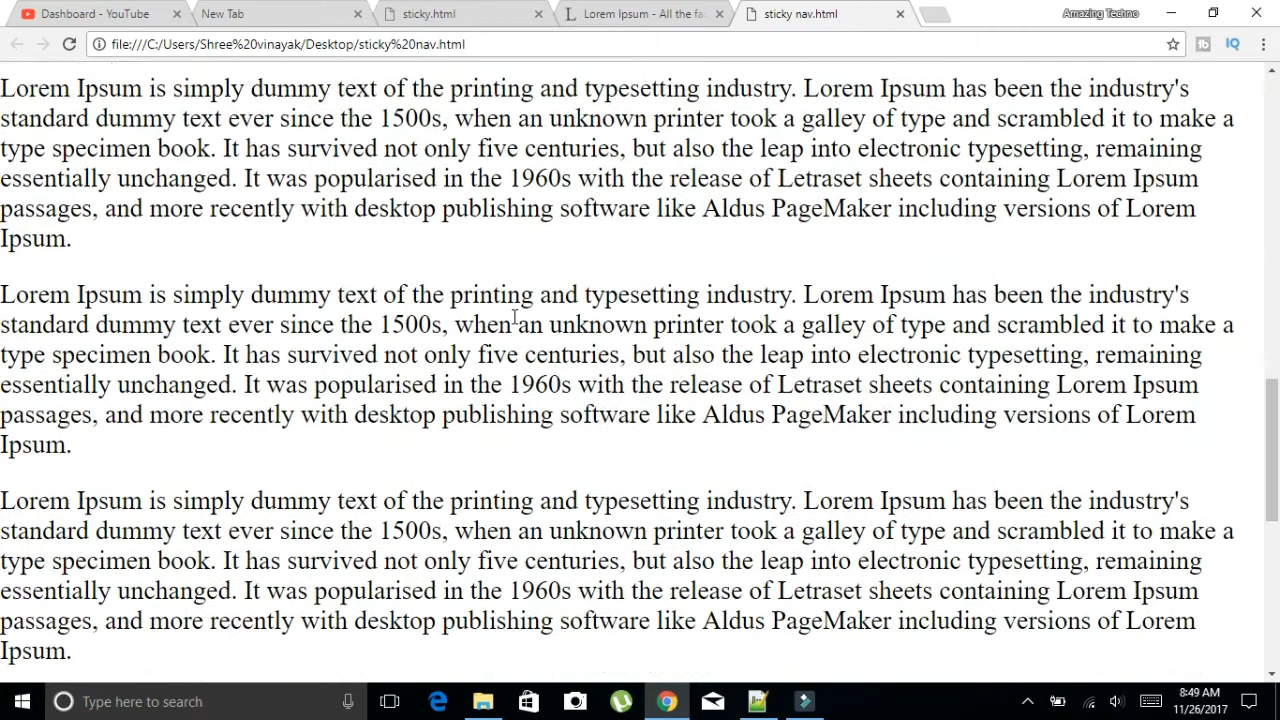 Dashboard - YouTube
New Tab
sticky.html
Lorem Ipsum - All the fa
sticky nav.html
Amazing Techno
file:///C:/Users/Shree%20vinayak/Desktop/sticky%20nav.html
Lorem Ipsum is simply dummy text of the printing and typesetting industry. Lorem Ipsum has been the industry's
standard dummy text ever since the 1500s, when an unknown printer took a galley of type and scrambled it to make a
type specimen book. It has survived not only five centuries, but also the leap into electronic typesetting, remaining
essentially unchanged. It was popularised in the 1960s with the release of Letraset sheets containing Lorem Ipsum
passages, and more recently with desktop publishing software like Aldus PageMaker including versions of Lorem
Ipsum.
Lorem Ipsum is simply dummy text of the printing and typesetting industry. Lorem Ipsum has been the industry's
standard dummy text ever since the 1500s, when an unknown printer took a galley of type and scrambled it to make a
type specimen book. It has survived not only five centuries, but also the leap into electronic typesetting, remaining
essentially unchanged. It was popularised in the 1960s with the release of Letraset sheets containing Lorem Ipsum
passages, and more recently with desktop publishing software like Aldus PageMaker including versions of Lorem
Ipsum.
Lorem Ipsum is simply dummy text of the printing and typesetting industry. Lorem Ipsum has been the industry's
standard dummy text ever since the 1500s, when an unknown printer took a galley of type and scrambled it to make a
type specimen book. It has survived not only five centuries, but also the leap into electronic typesetting, remaining
essentially unchanged. It was popularised in the 1960s with the release of Letraset sheets containing Lorem Ipsum
passages, and more recently with desktop publishing software like Aldus PageMaker including versions of Lorem
Ipsum.
Type here to search
8:49 AM
11/26/2017